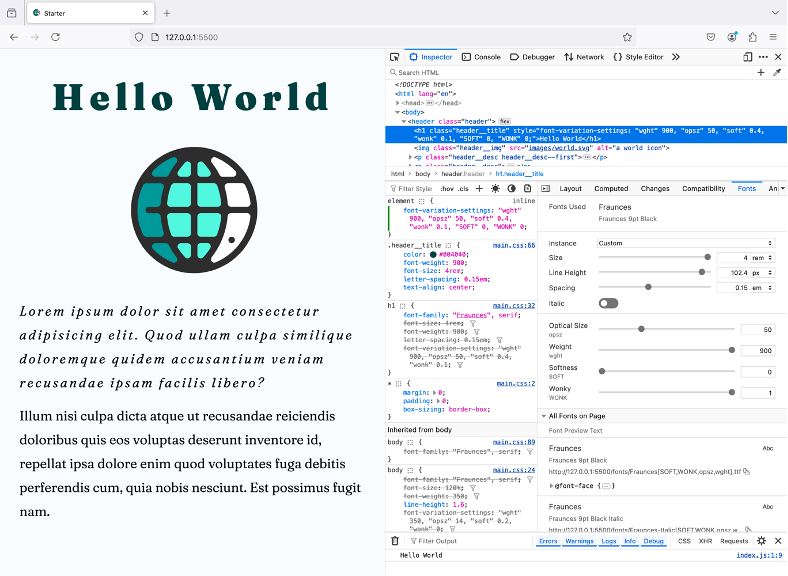 Starter
127.0.0.1:5500
Hello World
Lorem ipsum dolor sit amet consectetur
adipisicing elit. Quod ullam culpa similique
doloremque quidem accusantium veniam
recusandae ipsam facilis libero?
Illum nisi culpa dicta atque ut recusandae reiciendis
doloribus quis eos voluptas deserunt inventore id,
repellat ipsa dolore enim quod voluptates fuga debitis
perferendis cum, quia nobis nesciunt. Est possimus fugit
nam.
Inspector Console Debugger Network Style Editor
Search HTML
<!DOCTYPE html>
<html lang="en">
<head> </head>
<body>
<header class="header"> flex
<h1 class="header__title" style="font-variation-settings: "wght" 900, "opsz" 50, "soft" 0.4,
"wonk" 0.1, "SOFT" 0, "WONK" 0;">Hello World</h1>
<img class="header__img" src="images/world.svg" alt="a world icon">
<p class="header__desc header__desc--first"> </p>
html body header.header h1.header__title
Filter Styles :hov .cls
element { inline
font-variation-settings: "wght"
900, "opsz" 50, "soft" 0.4,
"wonk" 0.1, "SOFT" 0, "WONK" 0;
}
.header__title { main.css:66
color: #004040;
font-weight: 900;
font-size: 4rem;
letter-spacing: 0.15em;
text-align: center;
}
h1 { main.css:32
font-family: "Fraunces", serif;
font-size: 4rem;
font-weight: 900;
letter-spacing: 0.15em;
font-variation-settings: "wght"
900, "opsz" 50, "soft" 0.4,
"wonk" 0.1;
}
* { main.css:2
margin: 0;
padding: 0;
box-sizing: border-box;
}
Inherited from body
body { main.css:89
font-family: "Fraunces", serif;
}
body { main.css:24
font-family: "Fraunces", serif;
font-size: 120%;
font-weight: 350;
line-height: 1.6;
font-variation-settings: "wght"
350, "opsz" 14, "soft" 0.2,
"wonk" 0;
Layout Computed Changes Compatibility Fonts An
Fonts Used Fraunces
Fraunces 9pt Black
Instance Custom
Size 4 rem
Line Height 102.4 px
Spacing 0.15 em
Italic
Optical Size 50
opsz
Weight 900
wght
Softness 0
SOFT
Wonky 1
WONK
All Fonts on Page
Font Preview Text
Fraunces Abc
Fraunces 9pt Black
http://127.0.0.1:5500/fonts/Fraunces[SOFT,WONK,opsz,wght].ttf
@font-face { }
Fraunces Abc
Fraunces 9pt Black Italic
http://127.0.0.1:5500/fonts/Fraunces-Italic[SOFT,WONK,opsz,w
Filter Output Errors Warnings Logs Info Debug CSS XHR Requests
Hello World index.js:1:9